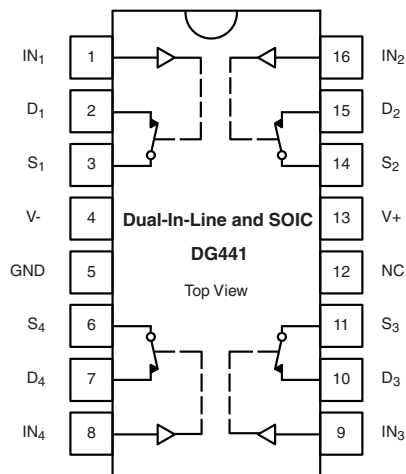 IN1 1 16 IN2
D1 2 15 D2
S1 3 14 S2
V- 4 Dual-In-Line and SOIC 13 V+
DG441
GND 5 12 NC
Top View
S4 6 11 S3
D4 7 10 D3
IN4 8 9 IN3